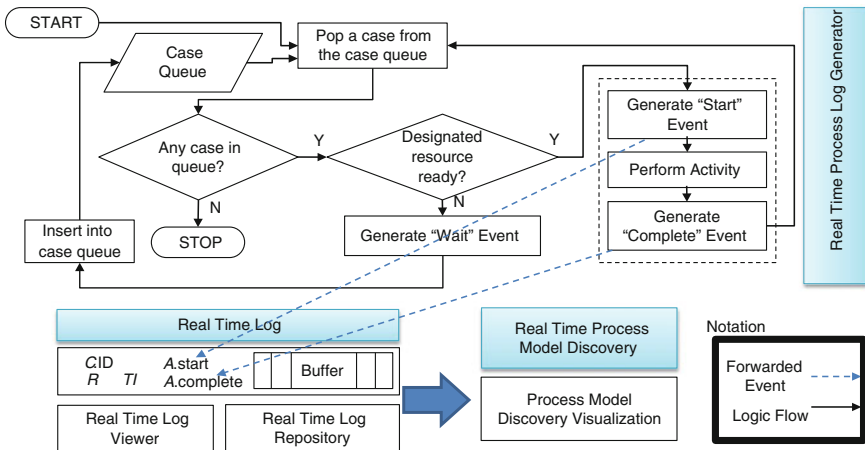 START
Case
Queue
Pop a case from
the case queue
Any case in
queue?
Y
N
STOP
Designated
resource
ready?
Y
N
Generate “Wait” Event
Insert into
case queue
Generate “Start”
Event
Perform Activity
Generate
“Complete” Event
Real Time Process Log Generator
Real Time Log
C.ID A.start
R TI A.complete
Buffer
Real Time Log
Viewer
Real Time Log
Repository
Real Time Process
Model Discovery
Process Model
Discovery Visualization
Notation
Forwarded
Event
Logic Flow